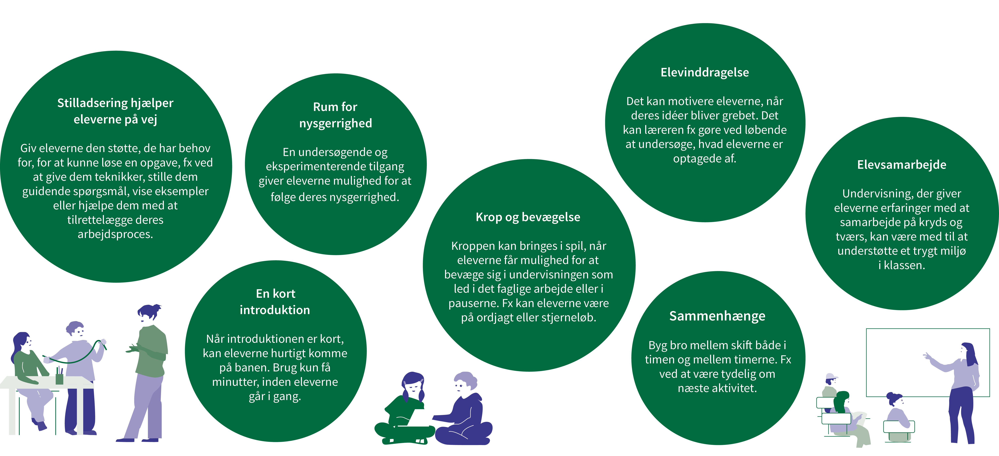 Stilladsering hjælper
eleverne på vej
Giv eleverne den støtte, de har behov
for, for at kunne løse en opgave, fx ved
at give dem teknikker, stille dem
guidende spørgsmål, vise eksempler
eller hjælpe dem med at
tilrettelægge deres
arbejdsproces.
Rum for
nysgerrighed
En undersøgende og
eksperimenterende tilgang
giver eleverne mulighed for at
følge deres nysgerrighed.
En kort
introduktion
Når introduktionen er kort,
kan eleverne hurtigt komme
på banen. Brug kun få
minutter, inden eleverne
går i gang.
Krop og bevægelse
Kroppen kan bringes i spil, når
eleverne får mulighed for at
bevæge sig i undervisningen som
led i det faglige arbejde eller i
pauserne. Fx kan eleverne være
på ordjagt eller stjerneløb.
Elevinddragelse
Det kan motivere eleverne, når
deres idéer bliver grebet. Det
kan læreren fx gøre ved løbende
at undersøge, hvad eleverne er
optagede af.
Sammenhænge
Byg bro mellem skift både i
timen og mellem timerne. Fx
ved at være tydelig om
næste aktivitet.
Elevsamarbejde
Undervisning, der giver
eleverne erfaringer med at
samarbejde på kryds og
tværs, kan være med til at
understøtte et trygt miljø
i klassen.